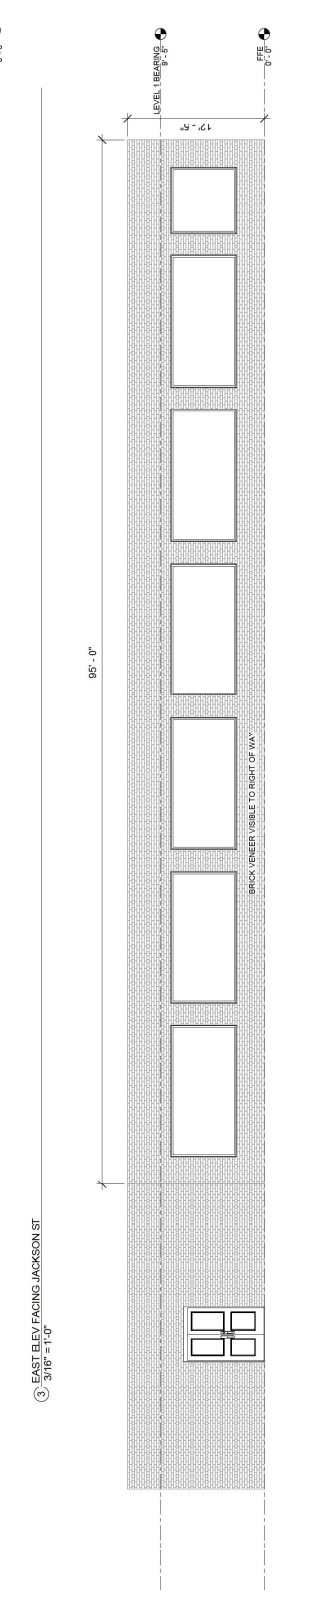 LEVEL 1 BEARING
9' - 5"
FFE
0' - 0"
12' - 5"
95' - 0"
BRICK VENEER VISIBLE TO RIGHT OF WAY
3
EAST ELEV FACING JACKSON ST
3/16" = 1'-0"